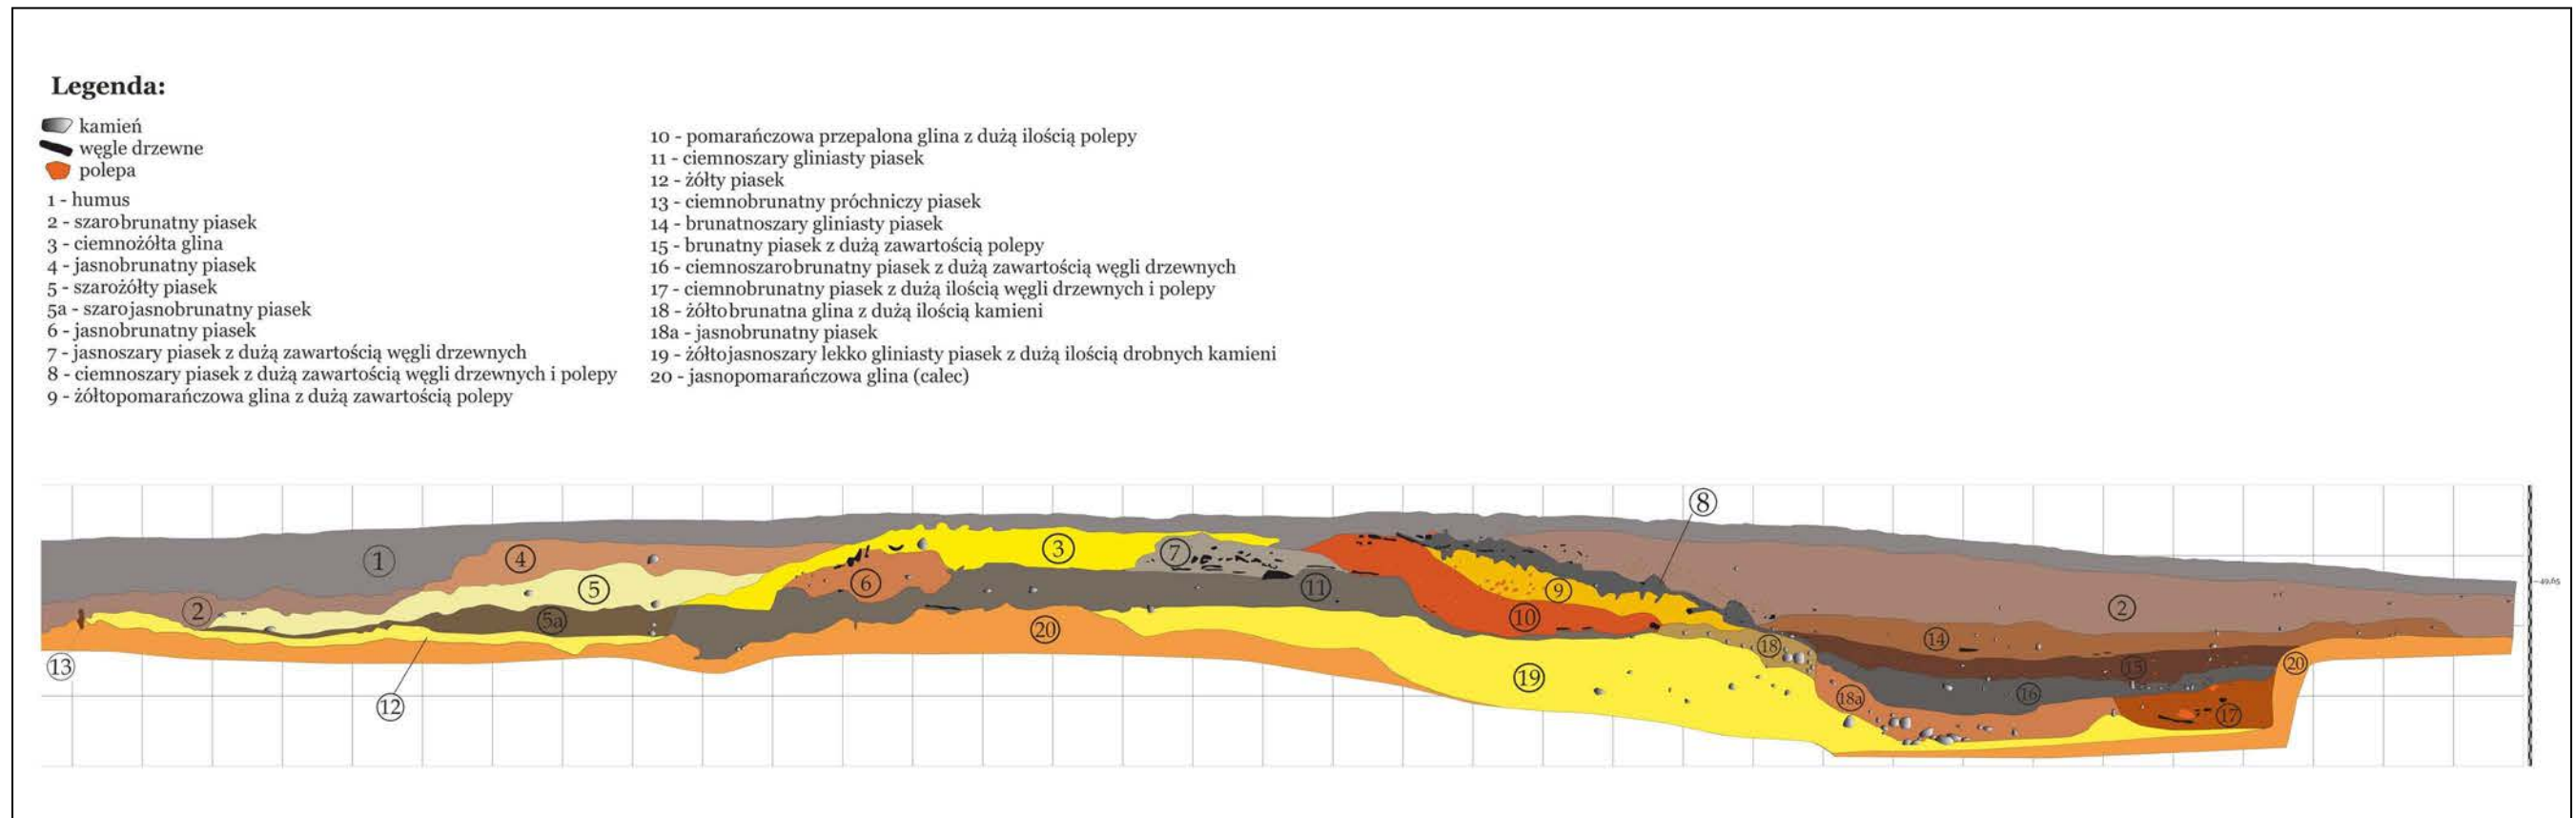 Legenda:
kamień
węgle drzewne
polepa
1 - humus
2 - szarobrunatny piasek
3 - ciemnożółta glina
4 - jasnobrunatny piasek
5 - szarożółty piasek
5a - szarojasnobrunatny piasek
6 - jasnobrunatny piasek
7 - jasnoszary piasek z dużą zawartością węgli drzewnych
8 - ciemnoszary piasek z dużą zawartością węgli drzewnych i polepy
9 - żółtopomarańczowa glina z dużą zawartością polepy
10 - pomarańczowa przepalona glina z dużą ilością polepy
11 - ciemnoszary gliniasty piasek
12 - żółty piasek
13 - ciemnobrunatny próchniczy piasek
14 - brunatnoszary gliniasty piasek
15 - brunatny piasek z dużą zawartością polepy
16 - ciemnoszarobrunatny piasek z dużą zawartością węgli drzewnych
17 - ciemnobrunatny piasek z dużą ilością węgli drzewnych i polepy
18 - żółtobrunatna glina z dużą ilością kamieni
18a - jasnobrunatny piasek
19 - żółtojasnoszary lekko gliniasty piasek z dużą ilością drobnych kamieni
20 - jasnopomarańczowa glina (calec)
8
1
4
3
7
5
6
11
9
49,65
2
5a
10
2
20
14
18
13
15
20
19
16
18a
12
17